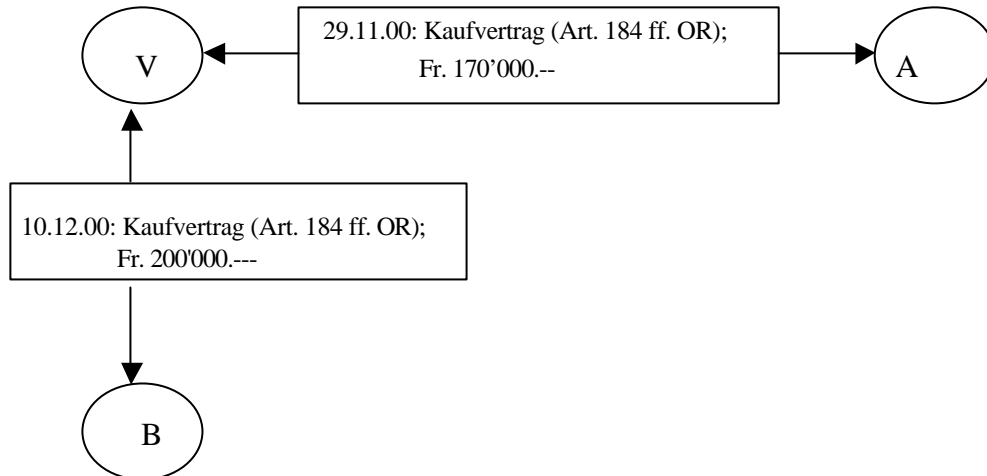 29.11.00: Kaufvertrag (Art. 184 ff. OR);
Fr. 170’000.--
V
A
10.12.00: Kaufvertrag (Art. 184 ff. OR);
Fr. 200'000.---
B